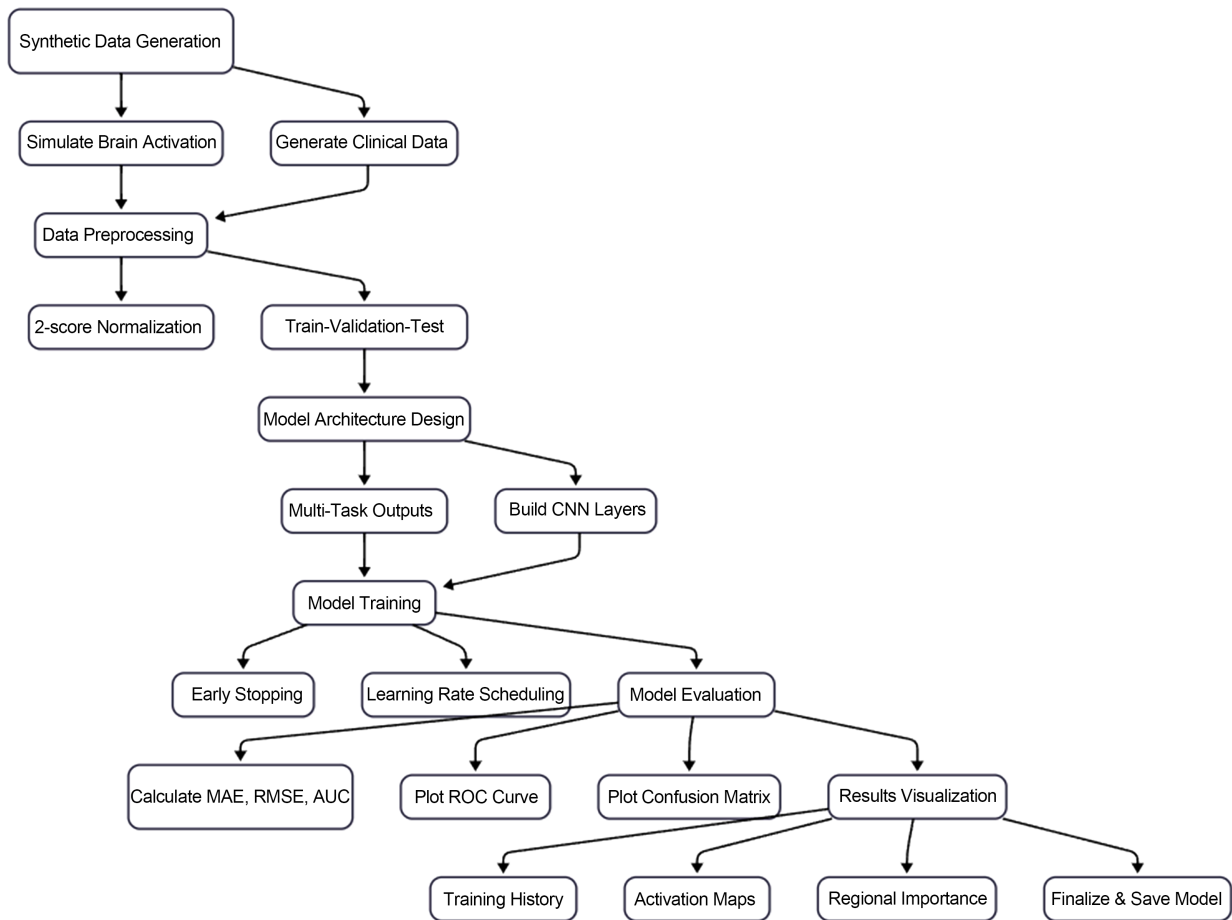 Synthetic Data Generation
Simulate Brain Activation
Generate Clinical Data
Data Preprocessing
2-score Normalization
Train-Validation-Test
Model Architecture Design
Multi-Task Outputs
Build CNN Layers
Model Training
Early Stopping
Learning Rate Scheduling
Model Evaluation
Calculate MAE, RMSE, AUC
Plot ROC Curve
Plot Confusion Matrix
Results Visualization
Training History
Activation Maps
Regional Importance
Finalize & Save Model